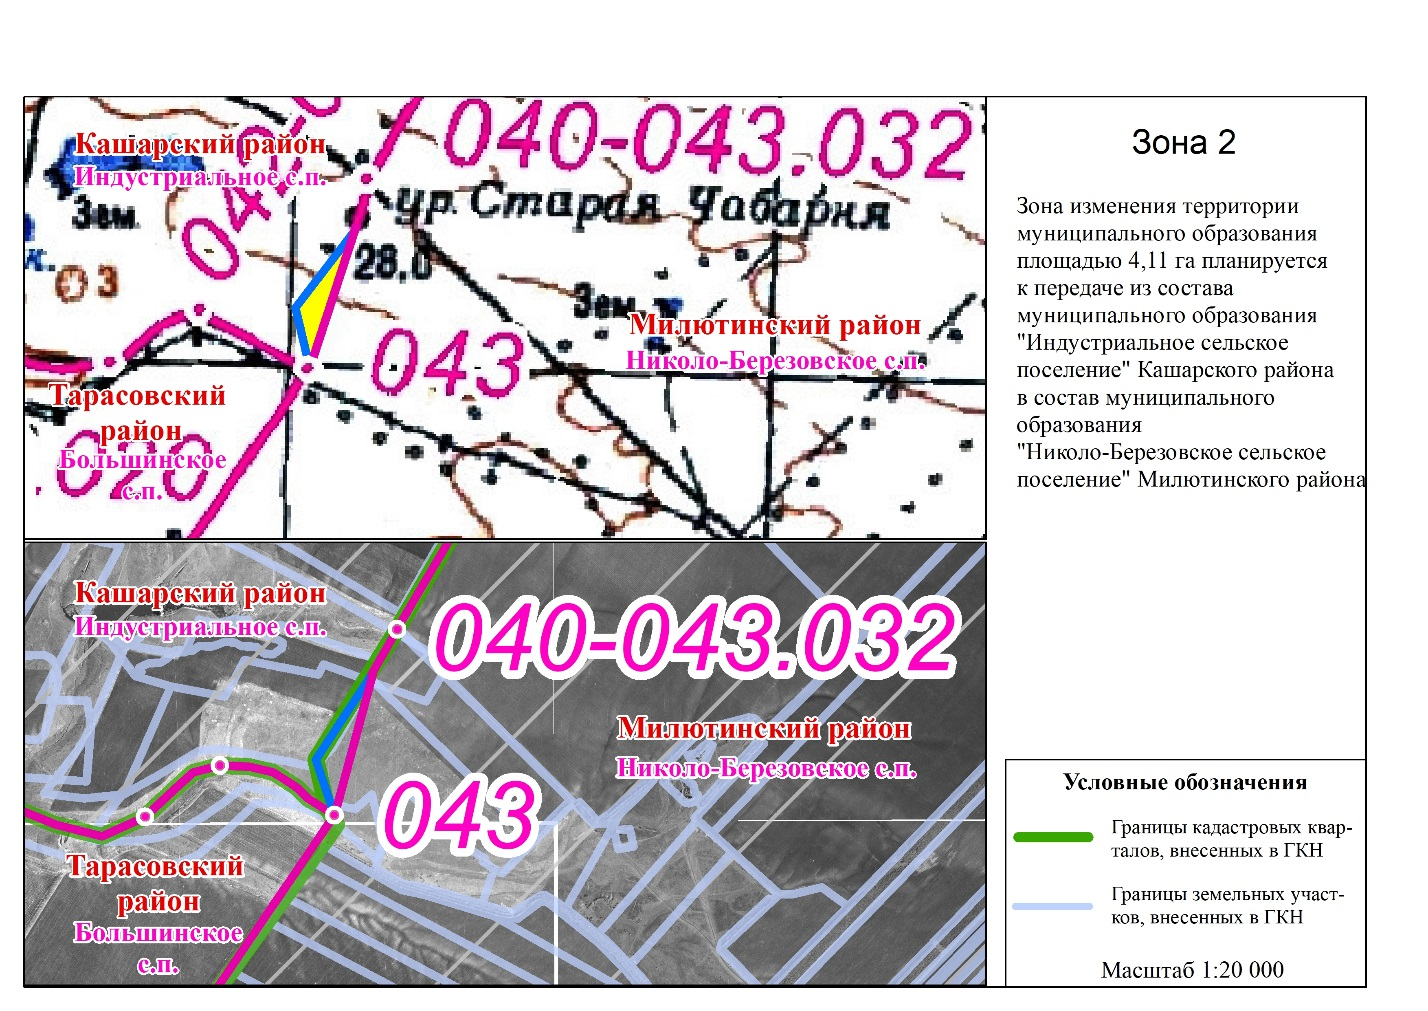 040-043.032
Кашарский район
Индустриальное с.п.
Зем.
ур. Старая Чабарня
28,0
03
Зем.
Милютинский район
Николо-Березовское с.п.
043
Тарасовский
район
.020
Большинское
с.п.
Кашарский район
Индустриальное с.п.
040-043.032
Милютинский район
Николо-Березовское с.п.
043
Тарасовский
район
Большинское
с.п.
Зона 2
Зона изменения территории
муниципального образования
площадью 4,11 га планируется
к передаче из состава
муниципального образования
"Индустриальное сельское
поселение" Кашарского района
в состав муниципального
образования
"Николо-Березовское сельское
поселение" Милютинского района
Условные обозначения
Границы кадастровых квар-
талов, внесенных в ГКН
Границы земельных участ-
ков, внесенных в ГКН
Масштаб 1:20 000